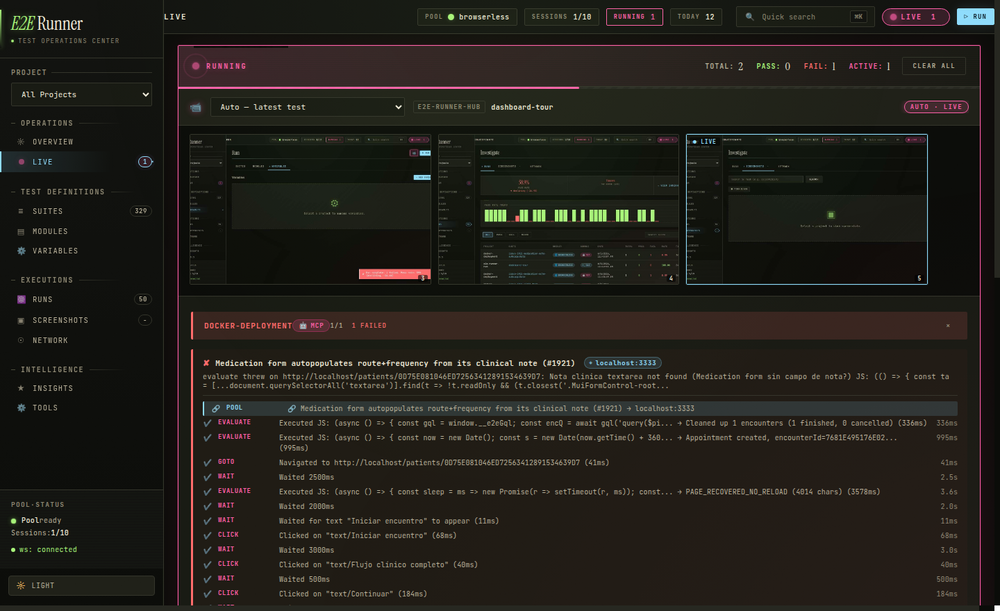 E2E Runner
TEST OPERATIONS CENTER
PROJECT
All Projects
OPERATIONS
OVERVIEW
LIVE 1
TEST DEFINITIONS
SUITES 329
MODULES
VARIABLES
EXECUTIONS
RUNS 50
SCREENSHOTS -
NETWORK
INTELLIGENCE
INSIGHTS
TOOLS
POOL·STATUS
Pool ready
Sessions: 1/10
ws: connected
LIGHT
LIVE
POOL browserless
SESSIONS 1/10
RUNNING 1
TODAY 12
Quick search ⌘K
LIVE 1
RUN
RUNNING
TOTAL: 2 PASS: 0 FAIL: 1 ACTIVE: 1
CLEAR ALL
Auto — latest test
E2E-RUNNER-HUB dashboard-tour
AUTO · LIVE
3
4
LIVE
5
DOCKER-DEPLOYMENT MCP 1/1 1 FAILED ×
✘ Medication form autopopulates route+frequency from its clinical note (#1921) localhost:3333
evaluate threw on http://localhost/patients/0D75E081046ED72563412891534639D7: Nota clinica textarea not found (Medication form sin campo de nota?) JS: (() => { const ta
= [...document.querySelectorAll('textarea')].find(t => !t.readOnly && (t.closest('.MuiFormControl-root...
POOL Medication form autopopulates route+frequency from its clinical note (#1921) → localhost:3333
EVALUATE Executed JS: (async () => { const gql = window.__e2eGql; const encQ = await gql('query($pi... → Cleaned up 1 encounters (1 finished, 0 cancelled) (336ms) 336ms
EVALUATE Executed JS: (async () => { const now = new Date(); const s = new Date(now.getTime() + 360... → Appointment created, encounterId=7681E495176E02... 995ms
(995ms)
GOTO Navigated to http://localhost/patients/0D75E081046ED72563412891534639D7 (41ms) 41ms
WAIT Waited 2500ms 2.5s
EVALUATE Executed JS: (async () => { const sleep = ms => new Promise(r => setTimeout(r, ms)); const... → PAGE_RECOVERED_NO_RELOAD (4014 chars) (3578ms) 3.6s
WAIT Waited 2000ms 2.0s
WAIT Waited for text "Iniciar encuentro" to appear (11ms) 11ms
CLICK Clicked on "text/Iniciar encuentro" (68ms) 68ms
WAIT Waited 3000ms 3.0s
CLICK Clicked on "text/Flujo clínico completo" (40ms) 40ms
WAIT Waited 500ms 500ms
CLICK Clicked on "text/Continuar" (184ms) 184ms